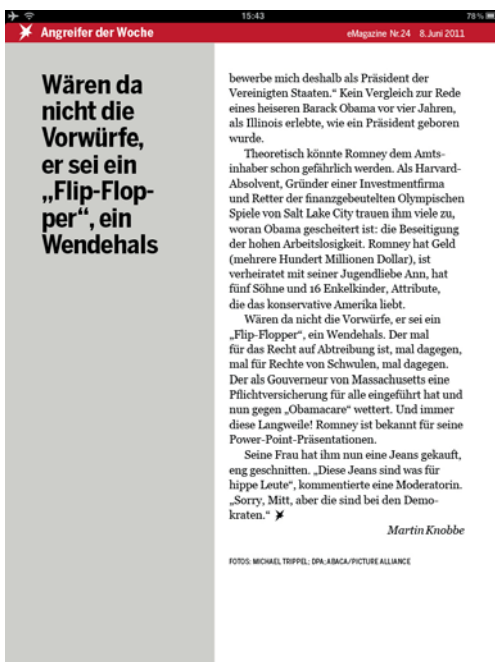 15:43
78%
Angreifer der Woche
eMagazine Nr.24 8.Juni 2011
Wären da
nicht die
Vorwürfe,
er sei ein
„Flip-Flop-
per“, ein
Wendehals
bewerbe mich deshalb als Präsident der
Vereinigten Staaten.“ Kein Vergleich zur Rede
eines heiseren Barack Obama vor vier Jahren,
als Illinois erlebte, wie ein Präsident geboren
wurde.
Theoretisch könnte Romney dem Amts-
inhaber schon gefährlich werden. Als Harvard-
Absolvent, Gründer einer Investmentfirma
und Retter der finanzgebeutelten Olympischen
Spiele von Salt Lake City trauen ihm viele zu,
woran Obama gescheitert ist: die Beseitigung
der hohen Arbeitslosigkeit. Romney hat Geld
(mehrere Hundert Millionen Dollar), ist
verheiratet mit seiner Jugendliebe Ann, hat
fünf Söhne und 16 Enkelkinder, Attribute,
die das konservative Amerika liebt.
Wären da nicht die Vorwürfe, er sei ein
„Flip-Flopper“, ein Wendehals. Der mal
für das Recht auf Abtreibung ist, mal dagegen,
mal für Rechte von Schwulen, mal dagegen.
Der als Gouverneur von Massachusetts eine
Pflichtversicherung für alle eingeführt hat und
nun gegen „Obamacare“ wettert. Und immer
diese Langweile! Romney ist bekannt für seine
Power-Point-Präsentationen.
Seine Frau hat ihm nun eine Jeans gekauft,
eng geschnitten. „Diese Jeans sind was für
hippe Leute“, kommentierte eine Moderatorin.
„Sorry, Mitt, aber die sind bei den Demo-
kraten.“
Martin Knobbe
FOTOS: MICHAEL TRIPPEL; DPA; ABACA/PICTURE ALLIANCE